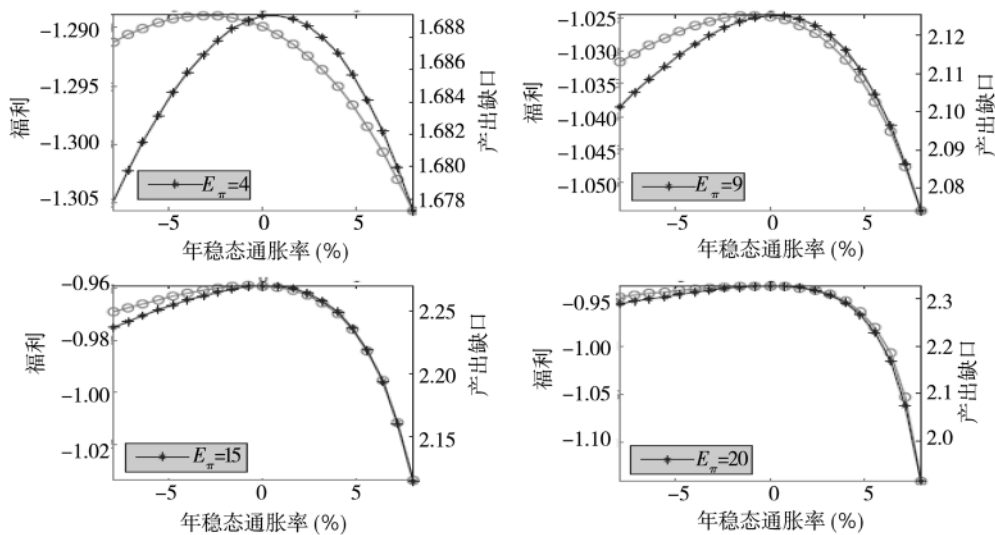 -1.290
-1.295
-1.300
-1.305
福利
1.688
1.686
1.684
1.682
1.680
1.678
产出缺口
E_π=4
-5 0 5
年稳态通胀率(%)
-1.025
-1.030
-1.035
-1.040
-1.045
-1.050
福利
2.12
2.11
2.10
2.09
2.08
产出缺口
E_π=9
-5 0 5
年稳态通胀率(%)
-0.96
-0.98
-1.00
-1.02
福利
2.25
2.20
2.15
产出缺口
E_π=15
-5 0 5
年稳态通胀率(%)
-0.95
-1.00
-1.05
-1.10
福利
2.3
2.2
2.1
2.0
产出缺口
E_π=20
-5 0 5
年稳态通胀率(%)